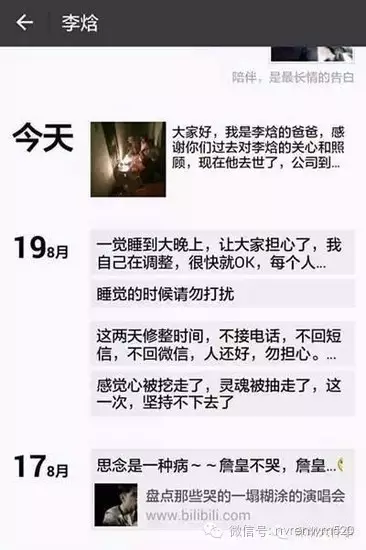 李焓
陪伴，是最长情的告白
今天
大家好，我是李焓的爸爸，感
谢你们过去对李焓的关心和照
顾，现在他去世了，公司到...
19 8月
一觉睡到大晚上，让大家担心了，我
自己在调整，很快就OK，每个人...
睡觉的时候请勿打扰
这两天修整时间，不接电话，不回短
信，不回微信，人还好，勿担心。...
感觉心被挖走了，灵魂被抽走了，这
一次，坚持不下去了
17 8月
思念是一种病～～詹皇不哭，詹皇...
盘点那些哭的一塌糊涂的演唱会
www.bilibili.com
微信号: